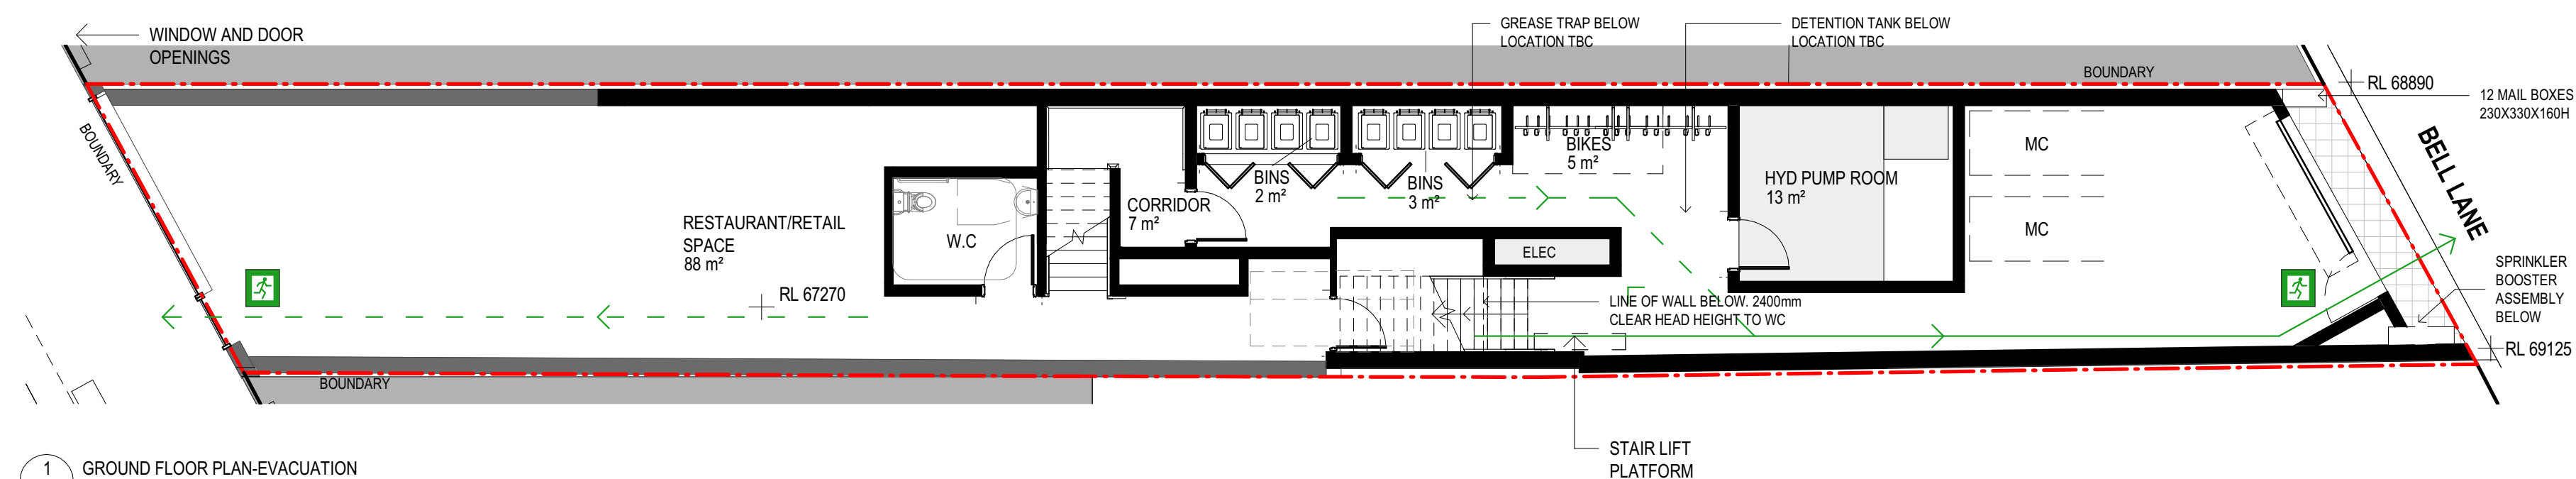 WINDOW AND DOOR
OPENINGS
GREASE TRAP BELOW
LOCATION TBC
DETENTION TANK BELOW
LOCATION TBC
BOUNDARY
RL 68890
12 MAIL BOXES
230X330X160H
BOUNDARY
BELL LANE
RESTAURANT/RETAIL
SPACE
88 m²
W.C
CORRIDOR
7 m²
BINS
2 m²
BINS
3 m²
BIKES
5 m²
HYD PUMP ROOM
13 m²
MC
MC
ELEC
RL 67270
LINE OF WALL BELOW. 2400mm
CLEAR HEAD HEIGHT TO WC
SPRINKLER
BOOSTER
ASSEMBLY
BELOW
RL 69125
BOUNDARY
STAIR LIFT
PLATFORM
1 GROUND FLOOR PLAN-EVACUATION